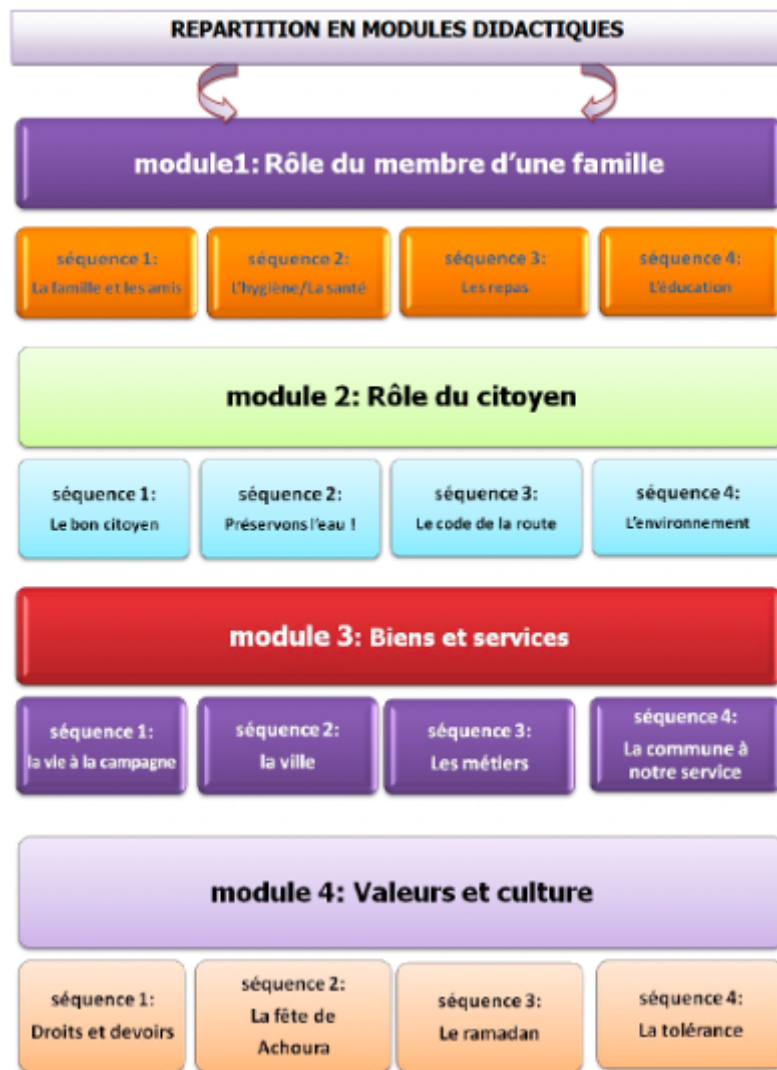 REPARTITION EN MODULES DIDACTIQUES
module1: Rôle du membre d'une famille
séquence 1:
La famille et les amis
séquence 2:
L'hygiène/La santé
séquence 3:
Les repas
séquence 4:
L'éducation
module 2: Rôle du citoyen
séquence 1:
Le bon citoyen
séquence 2:
Préservons l'eau !
séquence 3:
Le code de la route
séquence 4:
L'environnement
module 3: Biens et services
séquence 1:
la vie à la campagne
séquence 2:
la ville
séquence 3:
Les métiers
séquence 4:
La commune à
notre service
module 4: Valeurs et culture
séquence 1:
Droits et devoirs
séquence 2:
La fête de
Achoura
séquence 3:
Le ramadan
séquence 4:
La tolérance